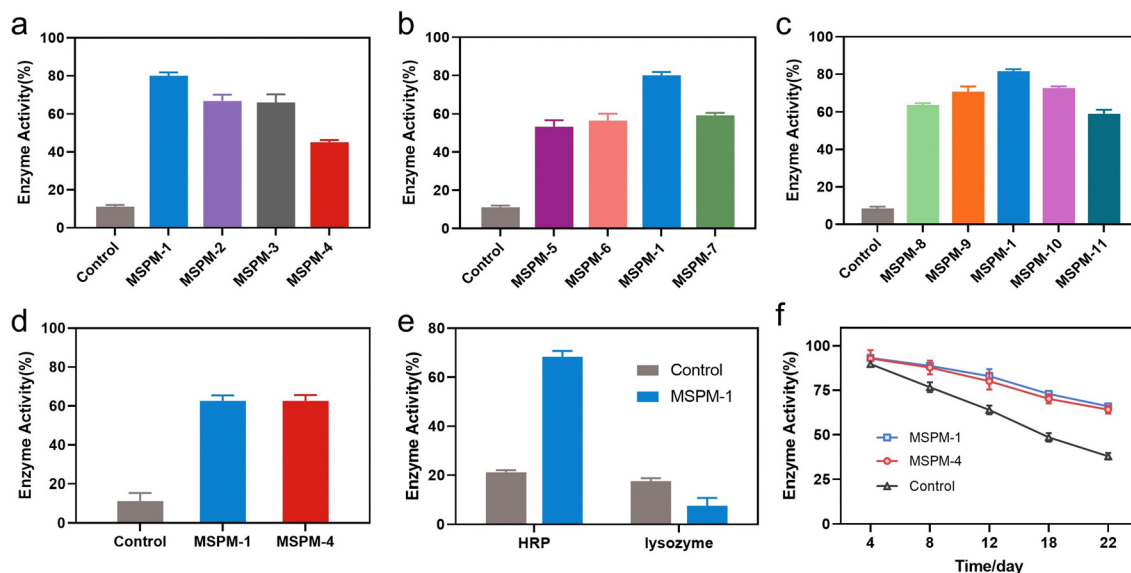 a
Enzyme Activity(%)
100
80
60
40
20
0
Control
MSPM-1
MSPM-2
MSPM-3
MSPM-4
b
Enzyme Activity(%)
100
80
60
40
20
0
Control
MSPM-5
MSPM-6
MSPM-1
MSPM-7
c
Enzyme Activity(%)
100
80
60
40
20
0
Control
MSPM-8
MSPM-9
MSPM-1
MSPM-10
MSPM-11
d
Enzyme Activity(%)
100
80
60
40
20
0
Control
MSPM-1
MSPM-4
e
Enzyme Activity(%)
80
60
40
20
0
Control
MSPM-1
HRP
lysozyme
f
Enzyme Activity(%)
100
75
50
25
0
MSPM-1
MSPM-4
Control
4
8
12
18
22
Time/day